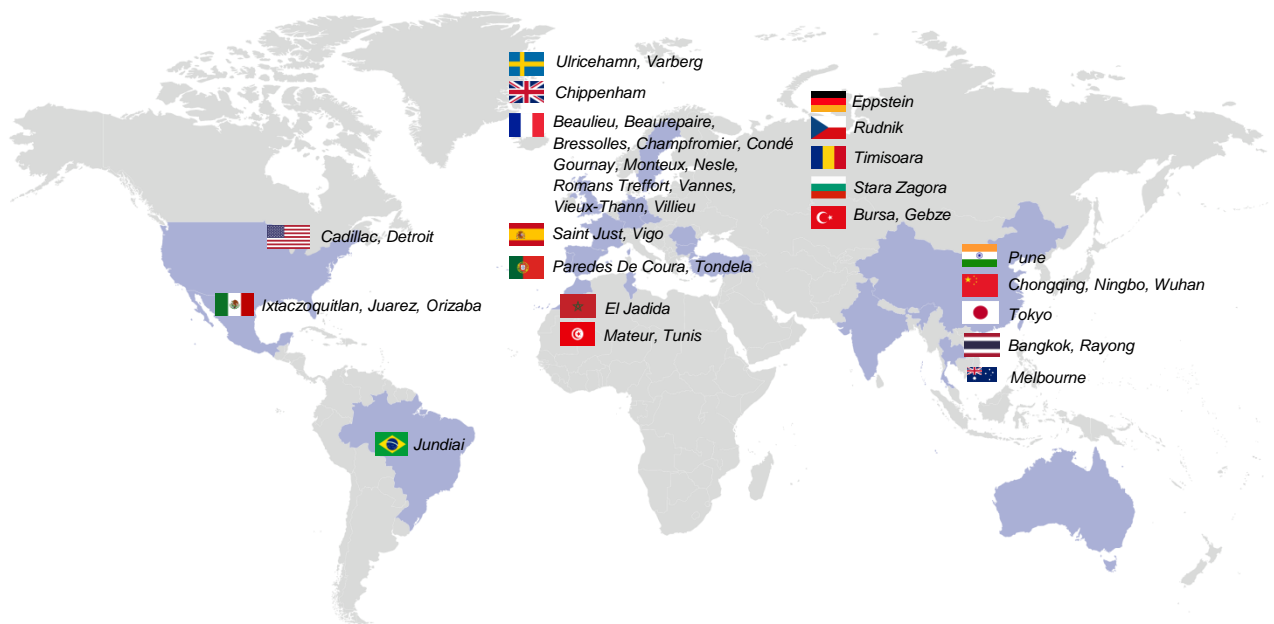 Ulricehamn, Varberg
Chippenham
Beaulieu, Beaurepaire,
Bressolles, Champfromier, Condé
Gournay, Monteux, Nesle,
Romans Treffort, Vannes,
Vieux-Thann, Villieu
Saint Just, Vigo
Paredes De Coura, Tondela
El Jadida
Mateur, Tunis
Eppstein
Rudnik
Timisoara
Stara Zagora
Bursa, Gebze
Cadillac, Detroit
Ixtaczoquitlan, Juarez, Orizaba
Jundiai
Pune
Chongqing, Ningbo, Wuhan
Tokyo
Bangkok, Rayong
Melbourne